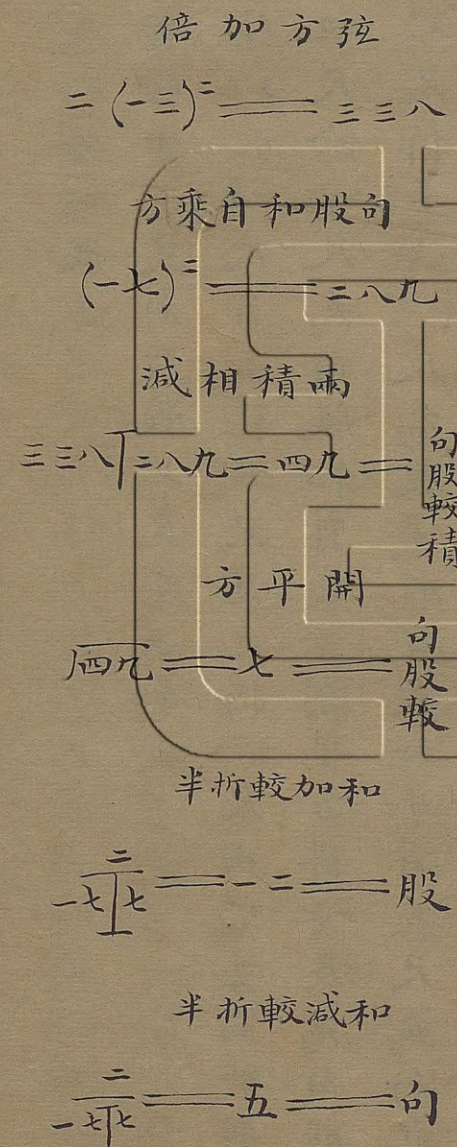 弦方加倍
二(一三)二══三三八
句股和自乘方
(一七)二══二八九
兩積相減
三三八丅二八九═四九═句股較積
開平方
√四九══七══句股較
和加較折半
二
一七⊥七══一二══股
和減較折半
二
一七丅七══五══句